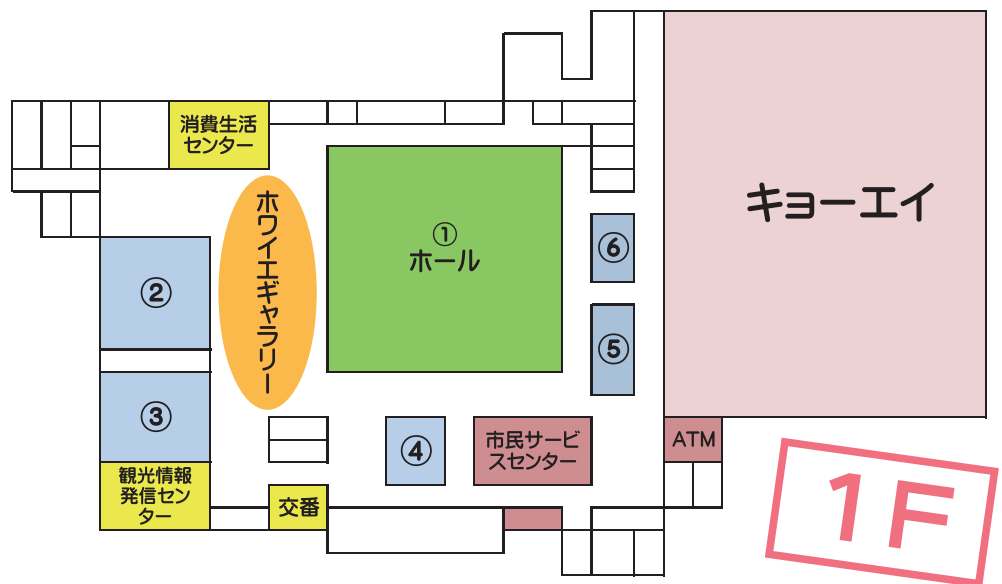 消費生活
センター
キョーエイ
ホワイエギャラリー
①
ホール
⑥
②
⑤
③
④
市民サービ
スセンター
ATM
観光情報
発信セン
ター
交番
1F